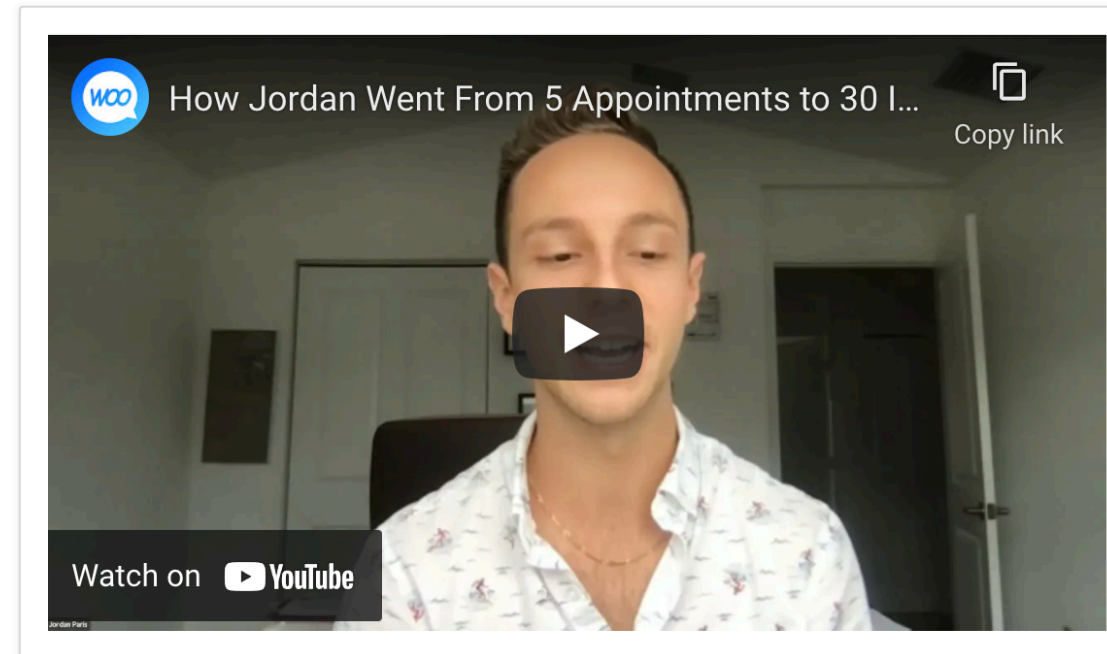 WOO
How Jordan Went From 5 Appointments to 30 I...
Copy link
Watch on YouTube
Jordan Paris